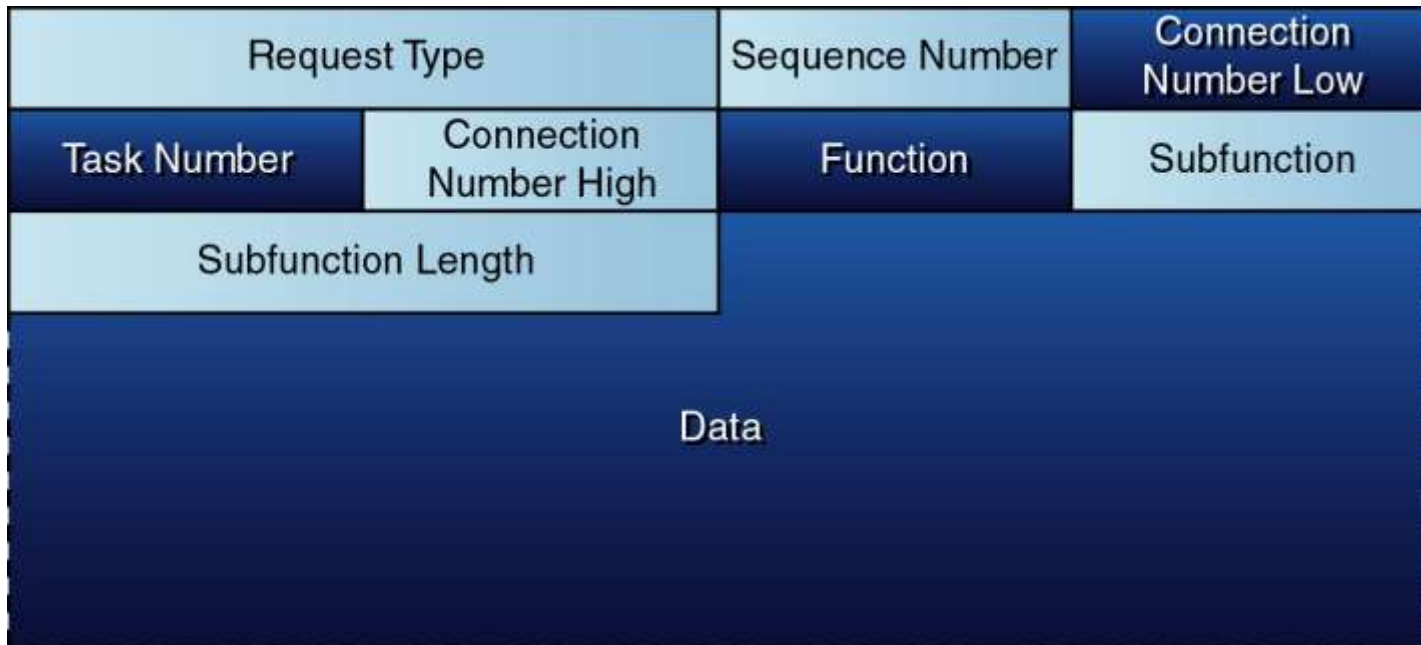 Request Type
Sequence Number
Connection
Number Low
Task Number
Connection
Number High
Function
Subfunction
Subfunction Length
Data